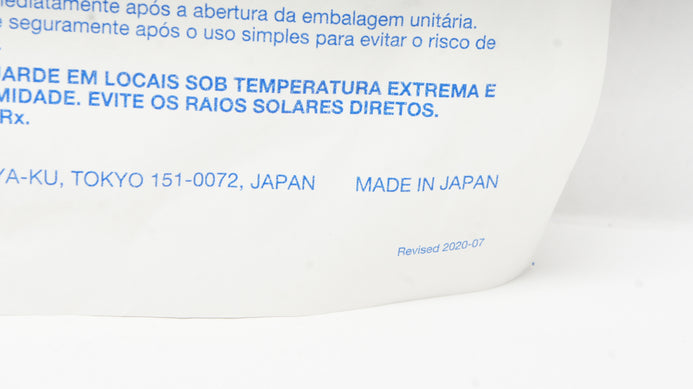 mediatamente após a abertura da embalagem unitária.
seguramente após o uso simples para evitar o risco de
ARDE EM LOCAIS SOB TEMPERATURA EXTREMA E
MIDADE. EVITE OS RAIOS SOLARES DIRETOS.
Rx.
YA-KU, TOKYO 151-0072, JAPAN MADE IN JAPAN
Revised 2020-07